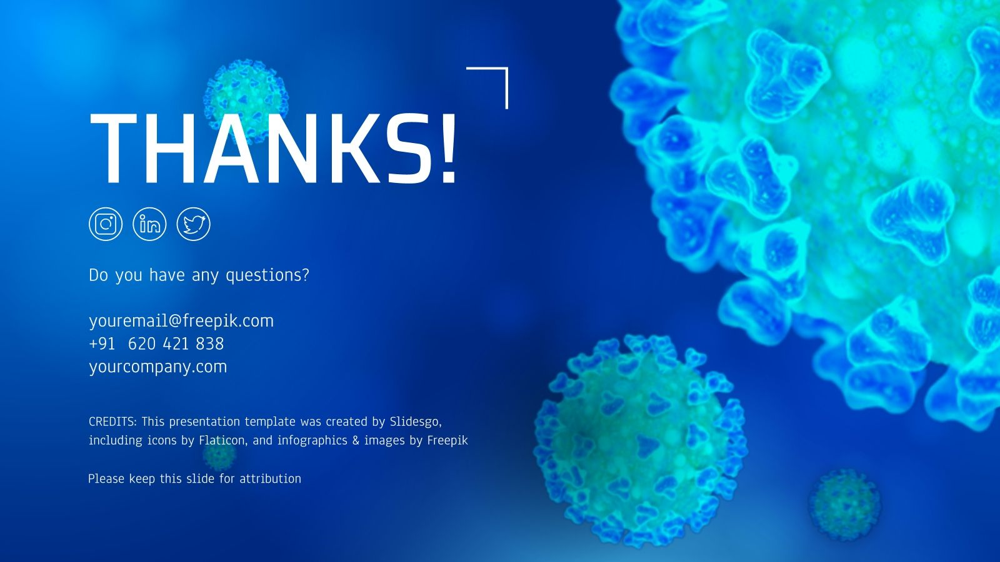 THANKS!
in
Do you have any questions?
youremail@freepik.com
+91  620 421 838
yourcompany.com
CREDITS: This presentation template was created by Slidesgo,
including icons by Flaticon, and infographics & images by Freepik
Please keep this slide for attribution